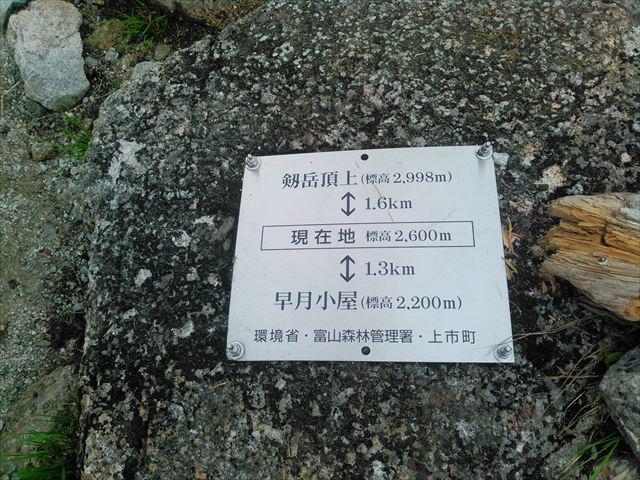 剱岳頂上(標高2,998m)
↕ 1.6km
現在地 標高2,600m
↕ 1.3km
早月小屋(標高2,200m)
環境省・富山森林管理署・上市町